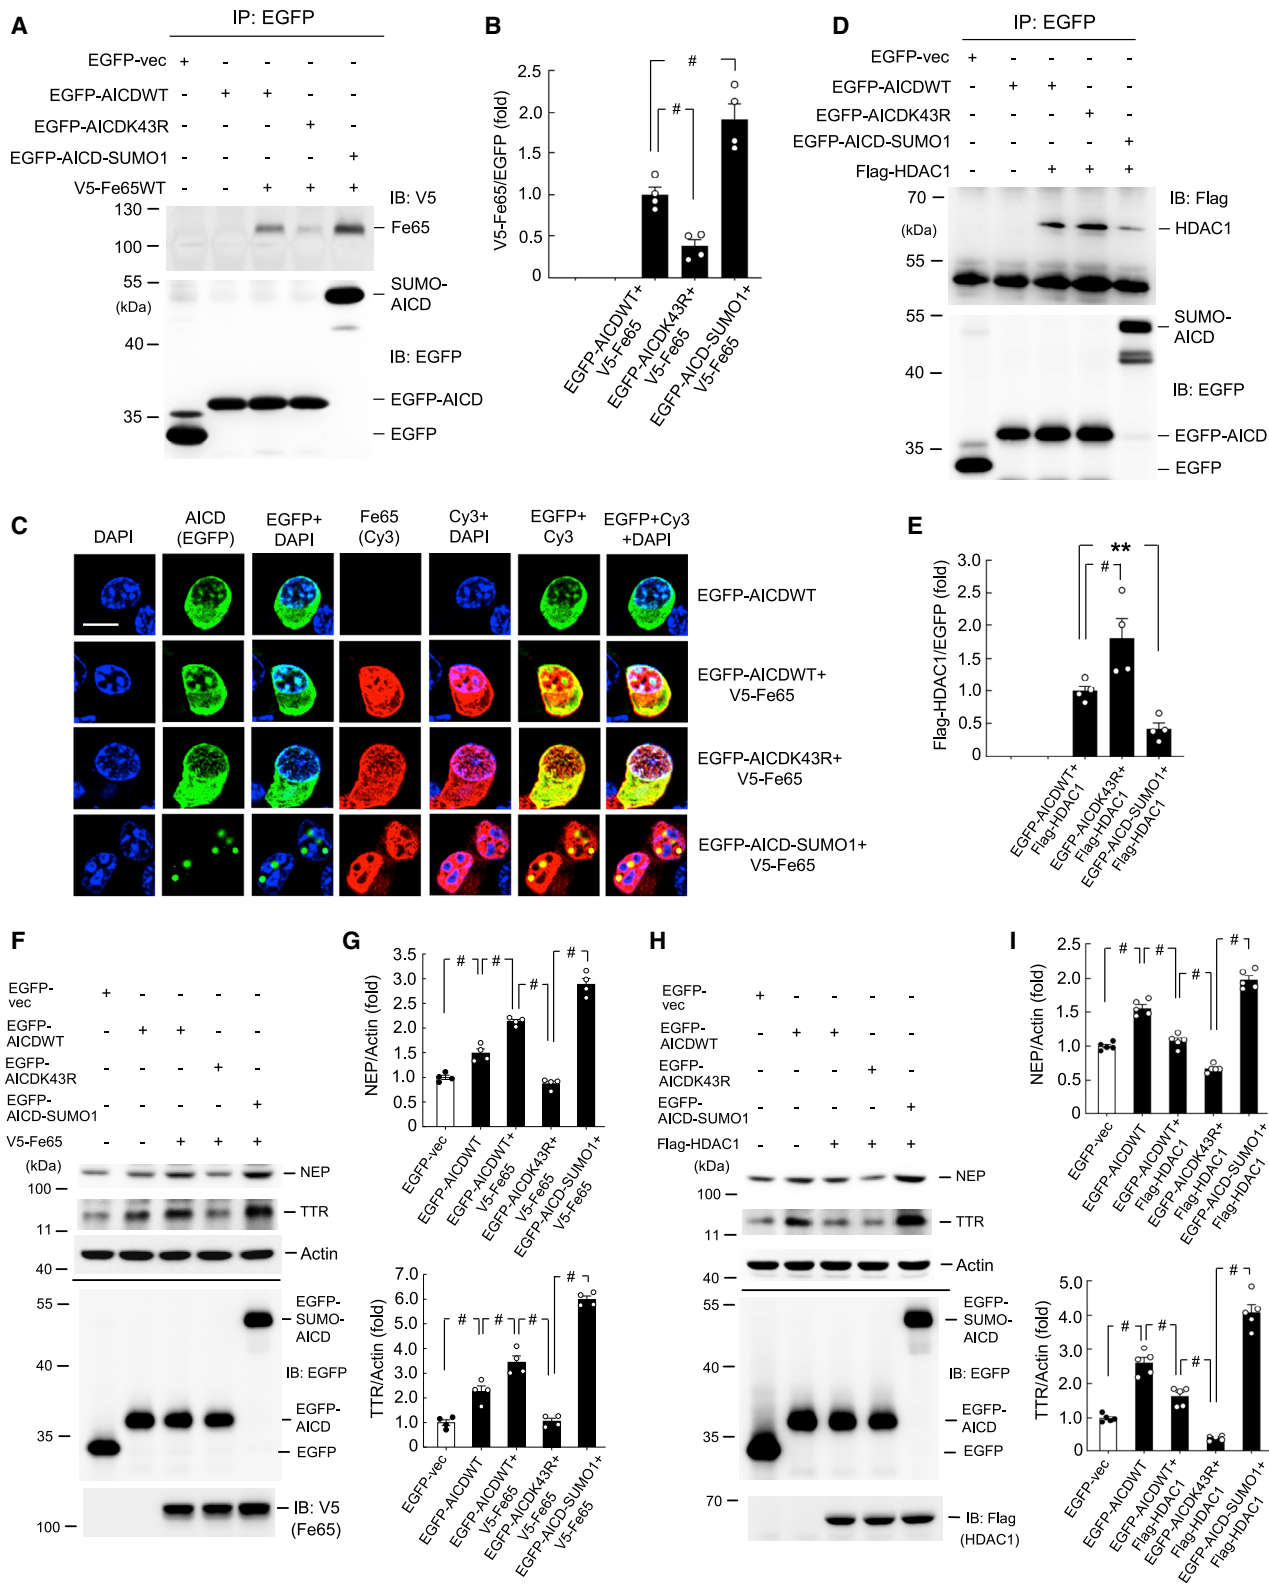 A
IP: EGFP
EGFP-vec + - - - -
EGFP-AICDWT - + + - -
EGFP-AICDK43R - - - + -
EGFP-AICD-SUMO1 - - - - +
V5-Fe65WT - - + + +
IB: V5
130
100
Fe65
55
(kDa)
40
35
SUMO-
AICD
IB: EGFP
EGFP-AICD
EGFP
B
V5-Fe65/EGFP (fold)
2.5
2.0
1.5
1.0
0.5
0
#
#
EGFP-AICDWT+
V5-Fe65
EGFP-AICDK43R+
V5-Fe65
EGFP-AICD-SUMO1+
V5-Fe65
D
IP: EGFP
EGFP-vec + - - - -
EGFP-AICDWT - + + - -
EGFP-AICDK43R - - - + -
EGFP-AICD-SUMO1 - - - - +
Flag-HDAC1 - - + + +
70
(kDa)
55
IB: Flag
HDAC1
55
40
35
SUMO-
AICD
IB: EGFP
EGFP-AICD
EGFP
C
DAPI
AICD
(EGFP)
EGFP+
DAPI
Fe65
(Cy3)
Cy3+
DAPI
EGFP+
Cy3
EGFP+Cy3
+DAPI
EGFP-AICDWT
EGFP-AICDWT+
V5-Fe65
EGFP-AICDK43R+
V5-Fe65
EGFP-AICD-SUMO1+
V5-Fe65
E
Flag-HDAC1/EGFP (fold)
3.0
2.5
2.0
1.5
1.0
0.5
0
**
#
EGFP-AICDWT+
Flag-HDAC1
EGFP-AICDK43R+
Flag-HDAC1
EGFP-AICD-SUMO1+
Flag-HDAC1
F
EGFP-
vec + - - - -
EGFP-
AICDWT - + + - -
EGFP-
AICDK43R - - - + -
EGFP-
AICD-SUMO1 - - - - +
V5-Fe65 - - + + +
(kDa)
100
NEP
TTR
11
Actin
40
55
40
35
EGFP-
SUMO-
AICD
IB: EGFP
EGFP-
AICD
EGFP
100
IB: V5
(Fe65)
G
NEP/Actin (fold)
3.5
3.0
2.5
2.0
1.5
1.0
0.5
# # # #
EGFP-vec
EGFP-AICDWT
EGFP-AICDWT+
V5-Fe65
EGFP-AICDK43R+
V5-Fe65
EGFP-AICD-SUMO1+
V5-Fe65
TTR/Actin (fold)
7.0
6.0
5.0
4.0
3.0
2.0
1.0
0
# # # #
EGFP-vec
EGFP-AICDWT
EGFP-AICDWT+
V5-Fe65
EGFP-AICDK43R+
V5-Fe65
EGFP-AICD-SUMO1+
V5-Fe65
H
EGFP-
vec + - - - -
EGFP-
AICDWT - + + - -
EGFP-
AICDK43R - - - + -
EGFP-
AICD-SUMO1 - - - - +
Flag-HDAC1 - - + + +
(kDa)
100
NEP
TTR
11
Actin
40
55
40
35
EGFP-
SUMO-
AICD
IB: EGFP
EGFP-
AICD
EGFP
70
IB: Flag
(HDAC1)
I
NEP/Actin (fold)
2.5
2.0
1.5
1.0
0.5
0
# # # #
EGFP-vec
EGFP-AICDWT
EGFP-AICDWT+
Flag-HDAC1
EGFP-AICDK43R+
Flag-HDAC1
EGFP-AICD-SUMO1+
Flag-HDAC1
TTR/Actin (fold)
5.0
4.0
3.0
2.0
1.0
0
# # # #
EGFP-vec
EGFP-AICDWT
EGFP-AICDWT+
Flag-HDAC1
EGFP-AICDK43R+
Flag-HDAC1
EGFP-AICD-SUMO1+
Flag-HDAC1